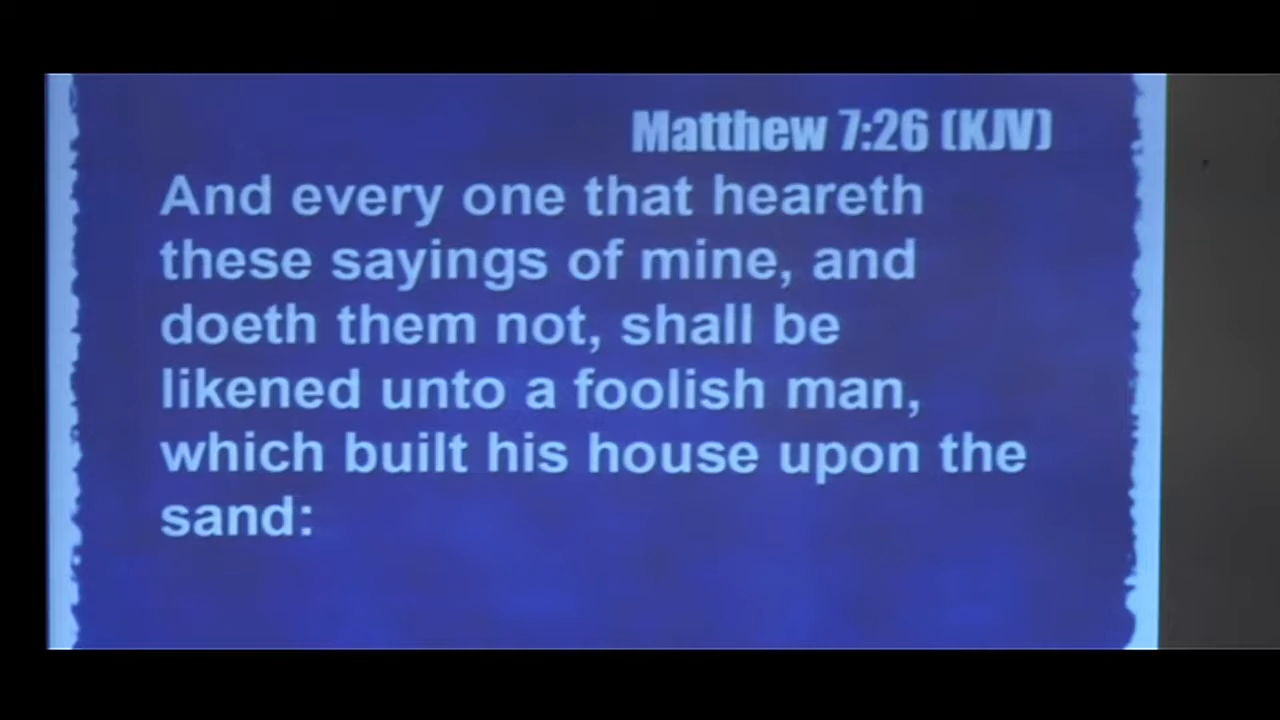 Matthew 7:26 (KJV)
And every one that heareth
these sayings of mine, and
doeth them not, shall be
likened unto a foolish man,
which built his house upon the
sand: